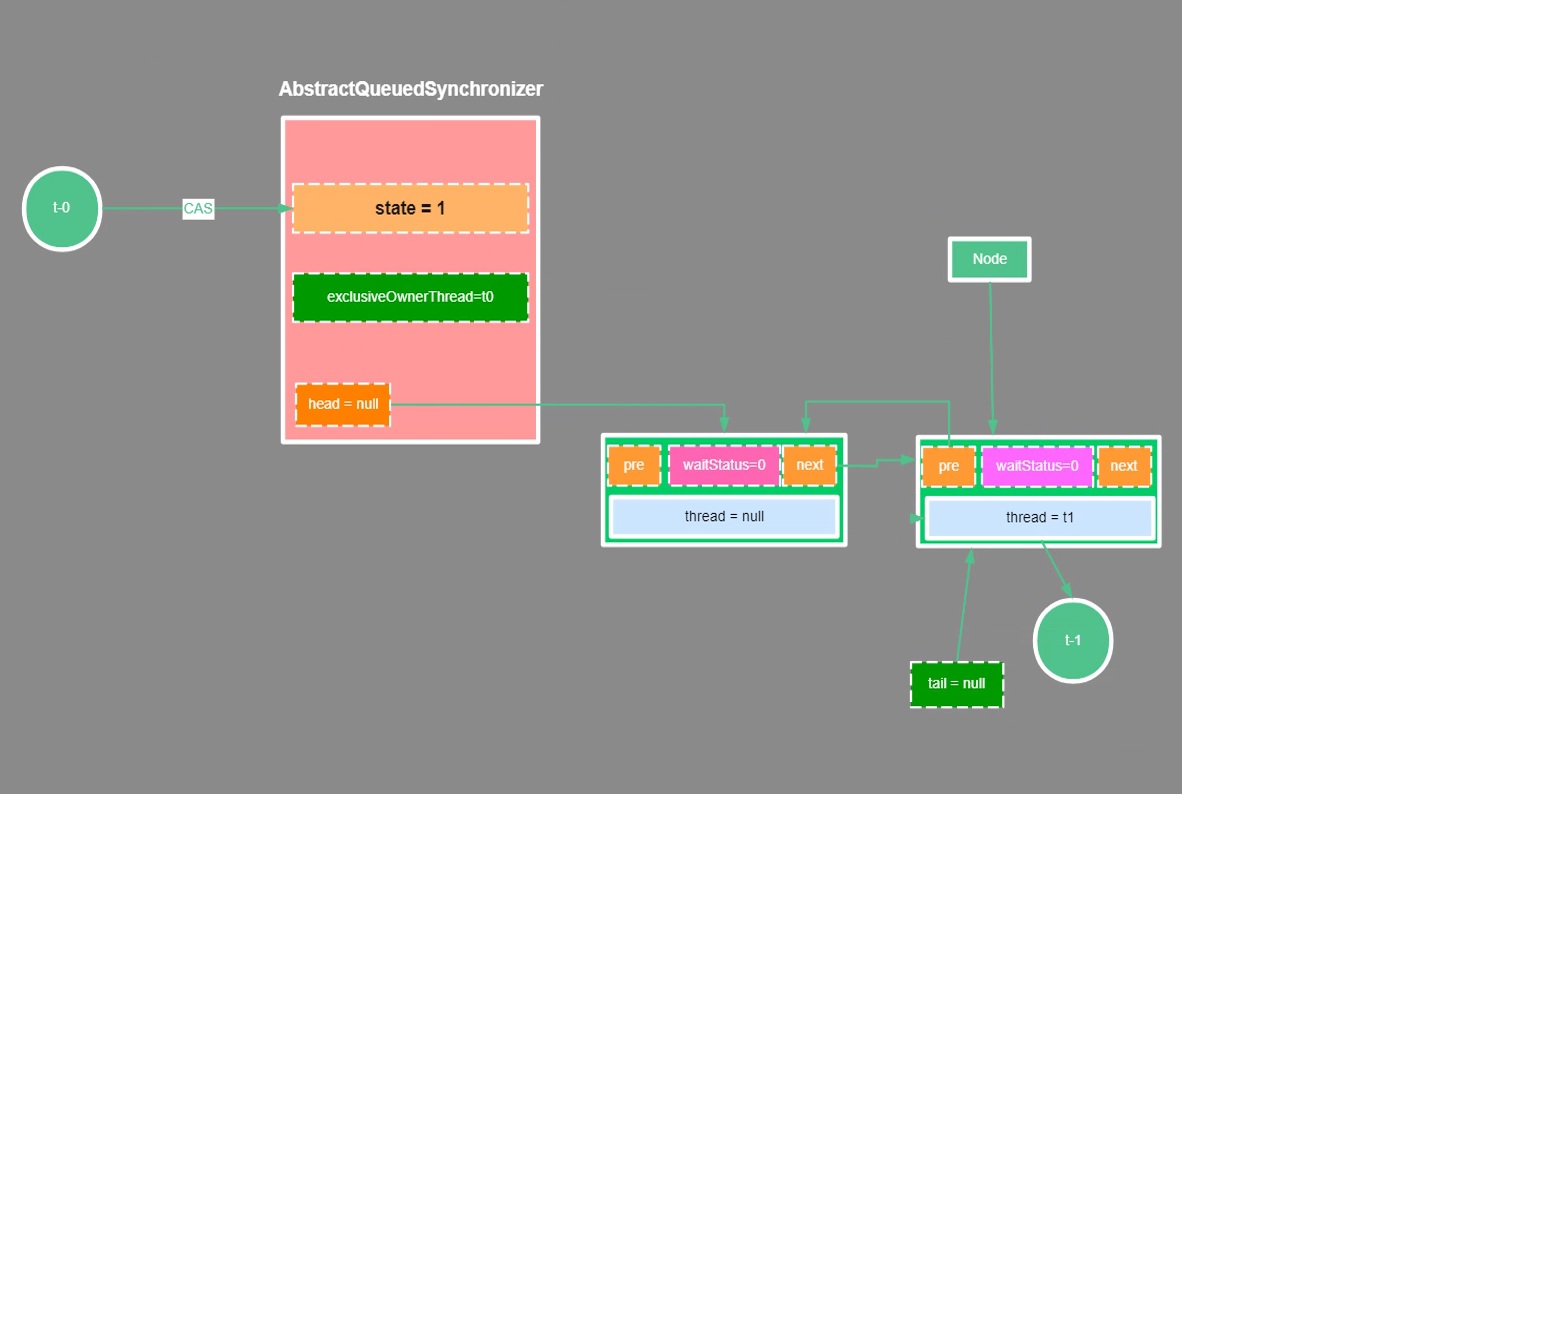 AbstractQueuedSynchronizer
t-0
CAS
state = 1
Node
exclusiveOwnerThread=t0
head = null
pre
waitStatus=0
next
thread = null
pre
waitStatus=0
next
thread = t1
t-1
tail = null